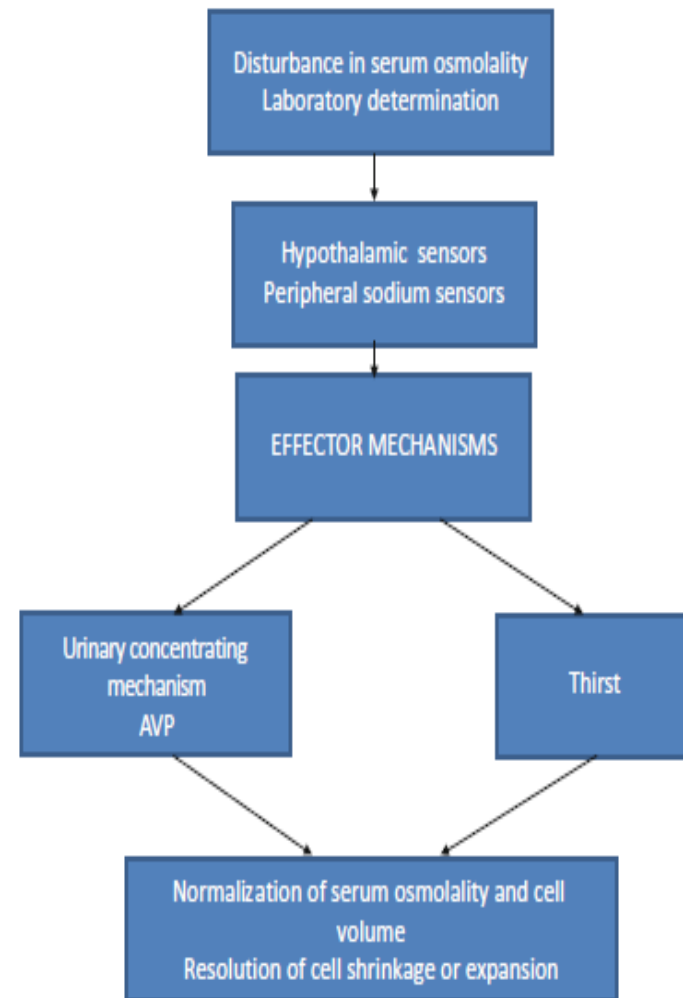 Disturbance in serum osmolality
Laboratory determination
Hypothalamic sensors
Peripheral sodium sensors
EFFECTOR MECHANISMS
Urinary concentrating
mechanism
AVP
Thirst
Normalization of serum osmolality and cell
volume
Resolution of cell shrinkage or expansion